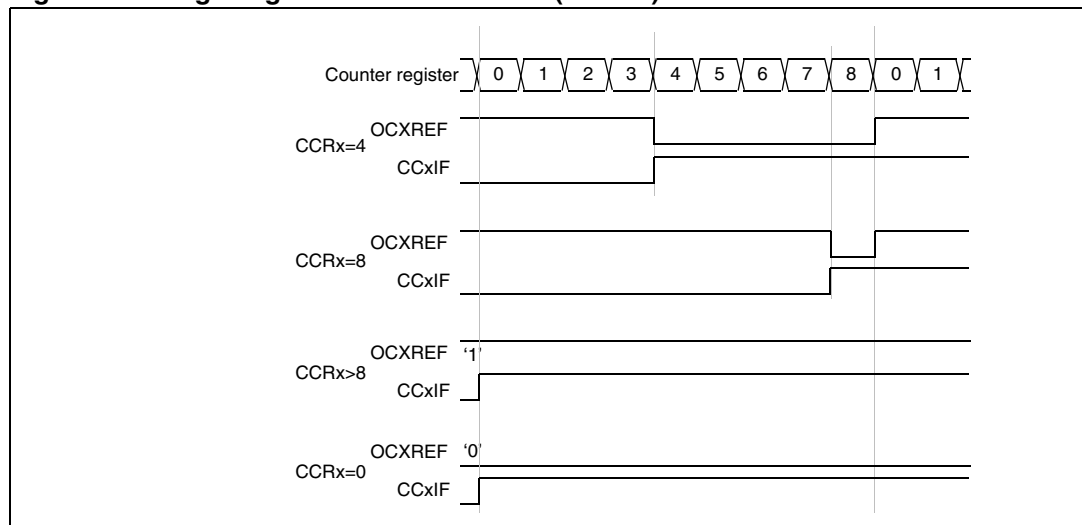 Counter register 0 1 2 3 4 5 6 7 8 0 1
OCXREF
CCRx=4
CCxIF
OCXREF
CCRx=8
CCxIF
OCXREF ‘1’
CCRx>8
CCxIF
OCXREF ‘0’
CCRx=0
CCxIF